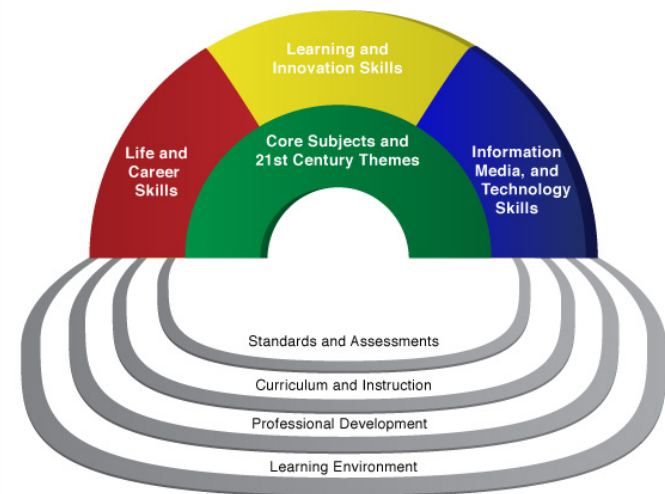 Learning and
Innovation Skills
Core Subjects and
21st Century Themes
Life and
Career
Skills
Information
Media, and
Technology
Skills
Standards and Assessments
Curriculum and Instruction
Professional Development
Learning Environment